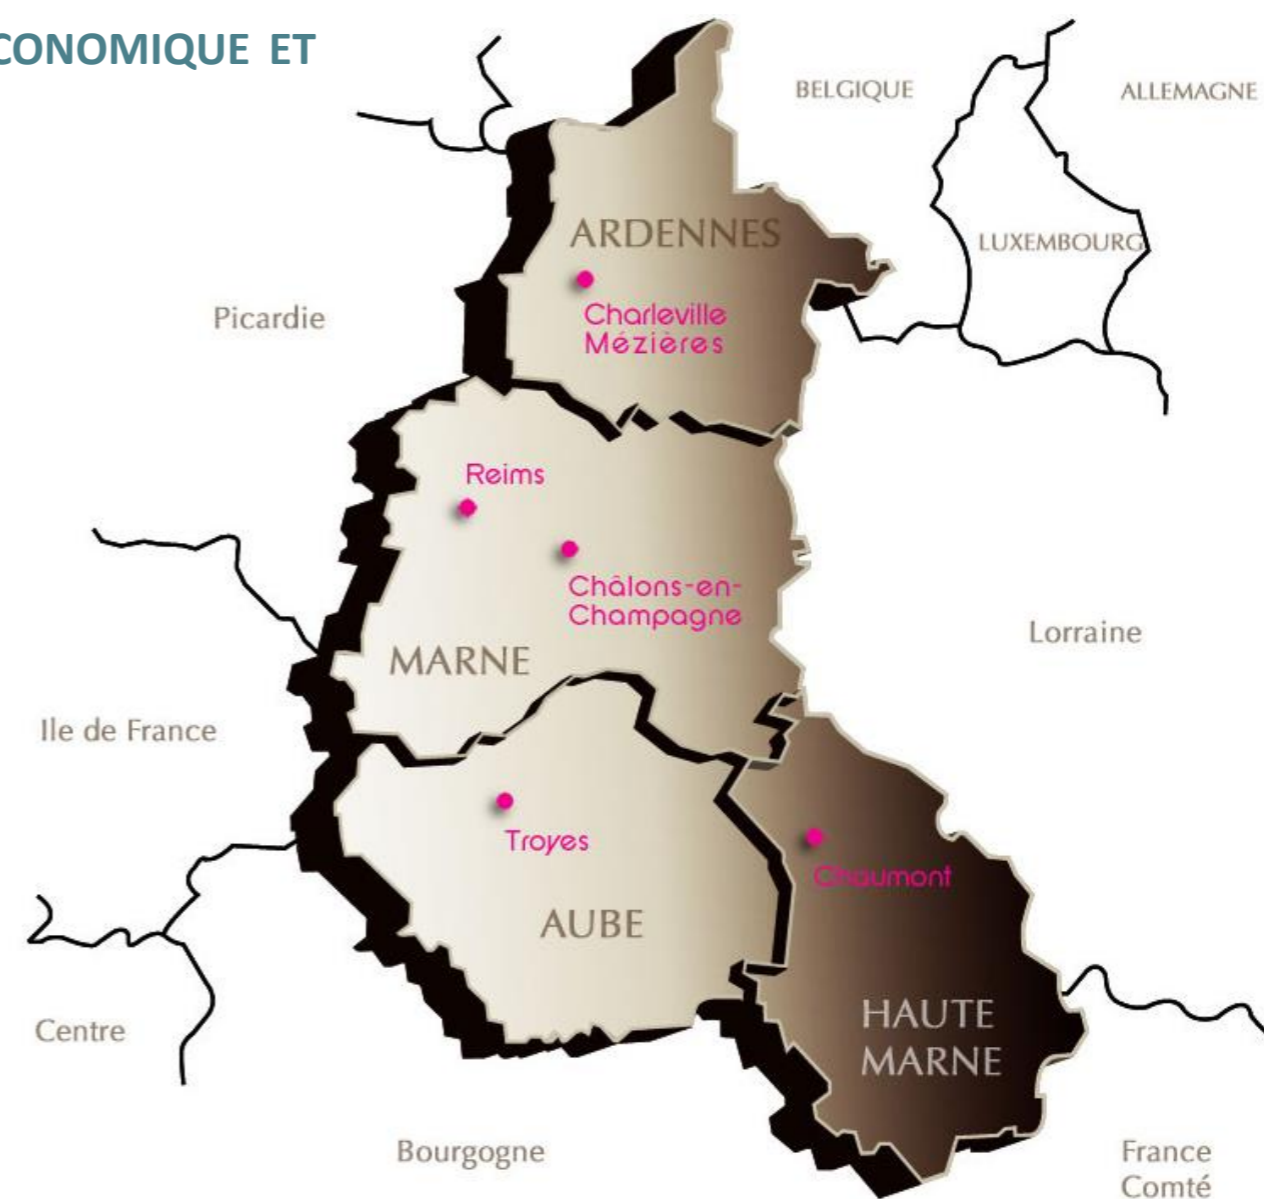 CONOMIQUE ET
BELGIQUE
ALLEMAGNE
ARDENNES
LUXEMBOURG
Picardie
Charleville
Mézières
Reims
Châlons-en-
Champagne
Lorraine
MARNE
Ile de France
Troyes
Chaumont
AUBE
HAUTE
MARNE
Centre
Bourgogne
France
Comté